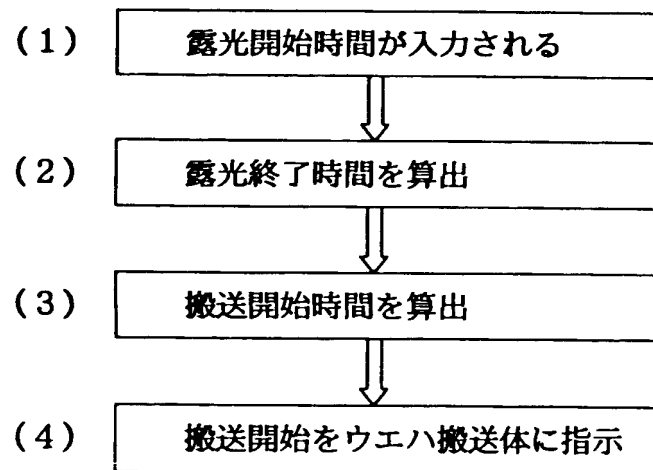 (1) 露光開始時間が入力される
(2) 露光終了時間を算出
(3) 搬送開始時間を算出
(4) 搬送開始をウエハ搬送体に指示